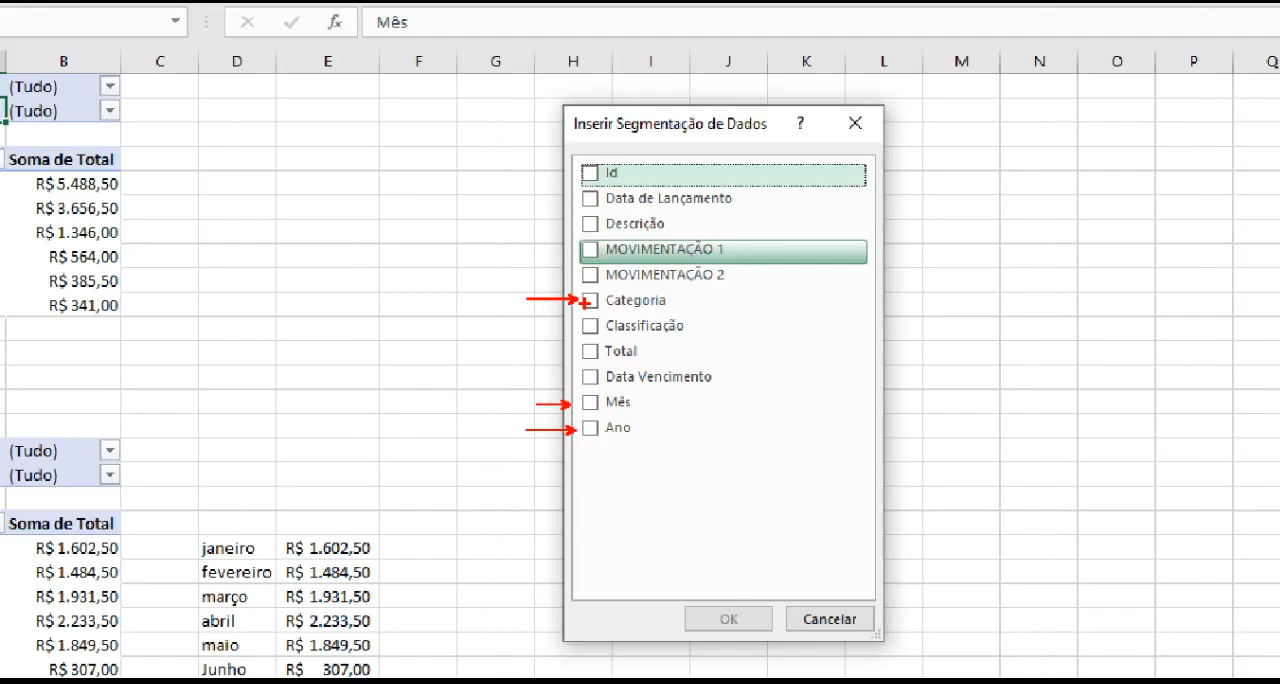 fx Mês
B C D E F G H I J K L M N O P Q
(Tudo)
(Tudo)
Soma de Total
R$ 5.488,50
R$ 3.656,50
R$ 1.346,00
R$ 564,00
R$ 385,50
R$ 341,00
(Tudo)
(Tudo)
Soma de Total
R$ 1.602,50 janeiro R$ 1.602,50
R$ 1.484,50 fevereiro R$ 1.484,50
R$ 1.931,50 março R$ 1.931,50
R$ 2.233,50 abril R$ 2.233,50
R$ 1.849,50 maio R$ 1.849,50
R$ 307,00 Junho R$ 307,00
Inserir Segmentação de Dados ?
Id
Data de Lançamento
Descrição
MOVIMENTAÇÃO 1
MOVIMENTAÇÃO 2
Categoria
Classificação
Total
Data Vencimento
Mês
Ano
OK Cancelar